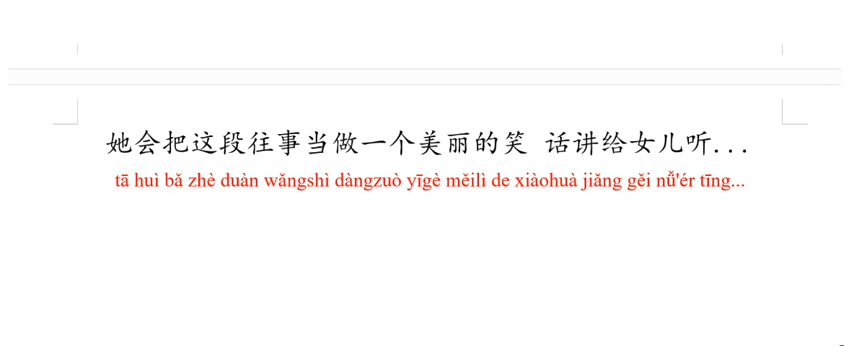 她会把这段往事当做一个美丽的笑 话讲给女儿听...
tā huì bǎ zhè duàn wǎngshì dàngzuò yīgè měilì de xiàohuà jiǎng gěi nǚ'ér tīng...